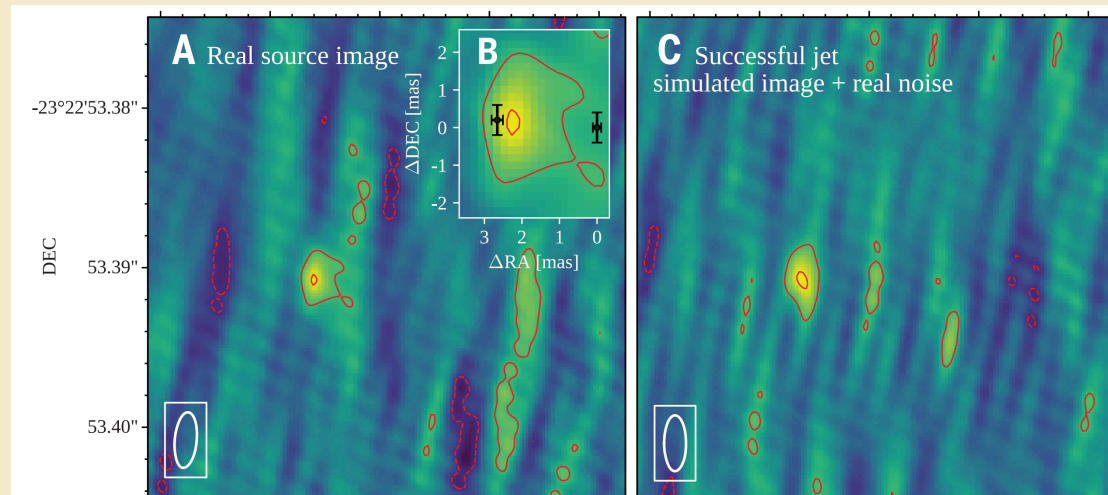 A Real source image
B
C Successful jet
simulated image + real noise
-23°22'53.38"
53.39"
53.40"
DEC
ΔDEC [mas]
2
1
0
-1
-2
3 2 1 0
ΔRA [mas]